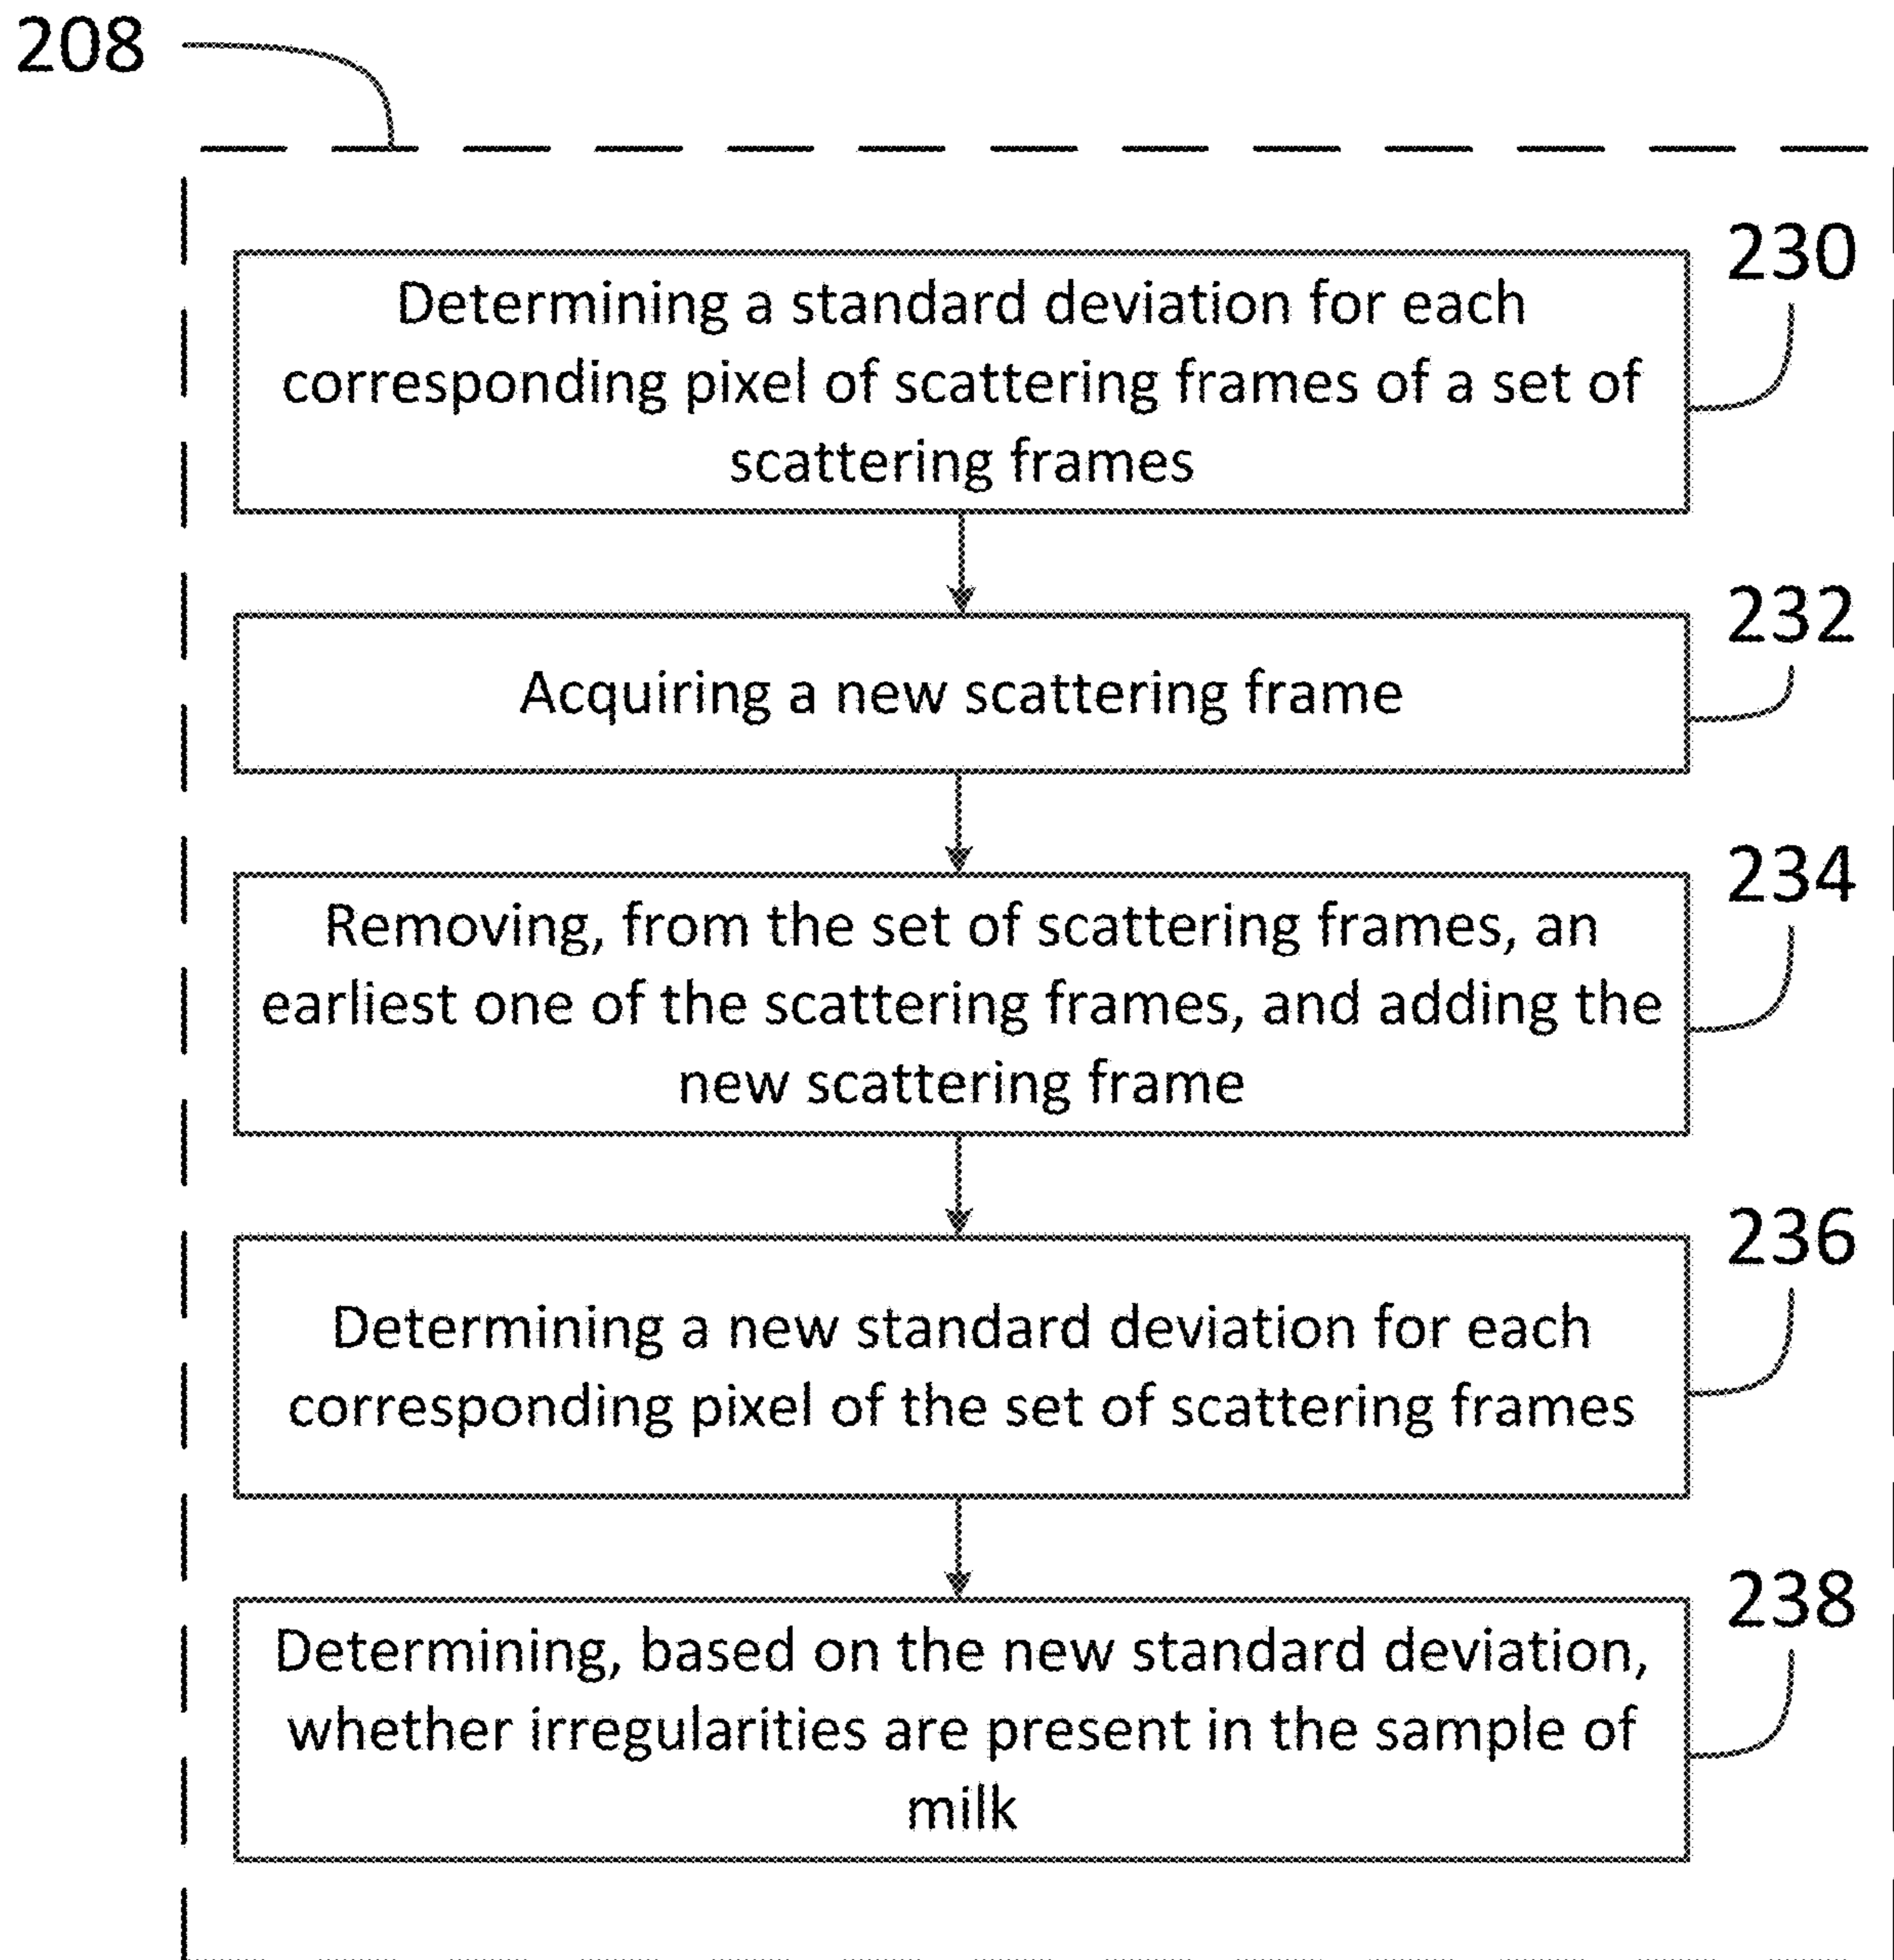 208
230
Determining a standard deviation for each
corresponding pixel of scattering frames of a set of
scattering frames
232
Acquiring a new scattering frame
234
Removing, from the set of scattering frames, an
earliest one of the scattering frames, and adding the
new scattering frame
236
Determining a new standard deviation for each
corresponding pixel of the set of scattering frames
238
Determining, based on the new standard deviation,
whether irregularities are present in the sample of
milk